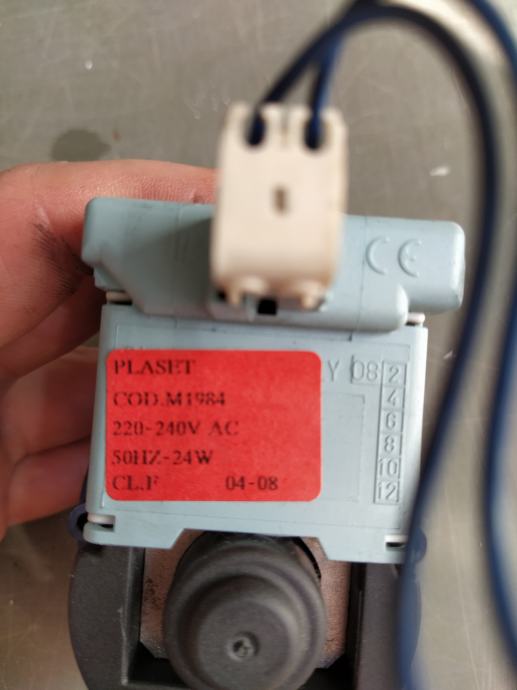 CE
Y 08 2
PLASET
4
COD.M1984
6
220-240V AC
8
50HZ-24W
10
CL.F 04-08
12